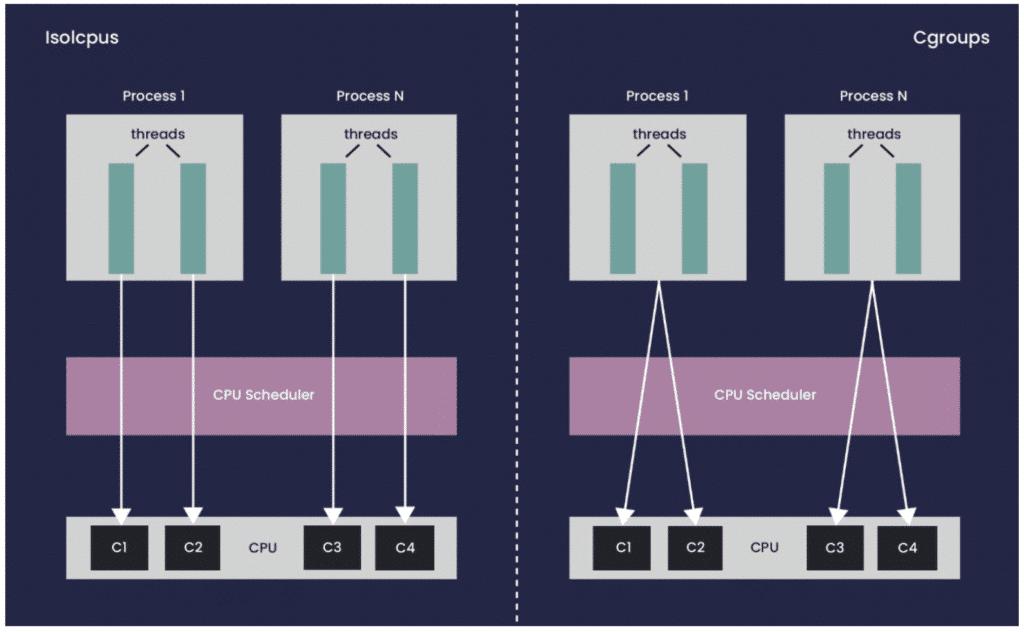 Isolcpus
Process 1
Process N
threads
threads
CPU Scheduler
C1
C2
CPU
C3
C4
Cgroups
Process 1
Process N
threads
threads
CPU Scheduler
C1
C2
CPU
C3
C4